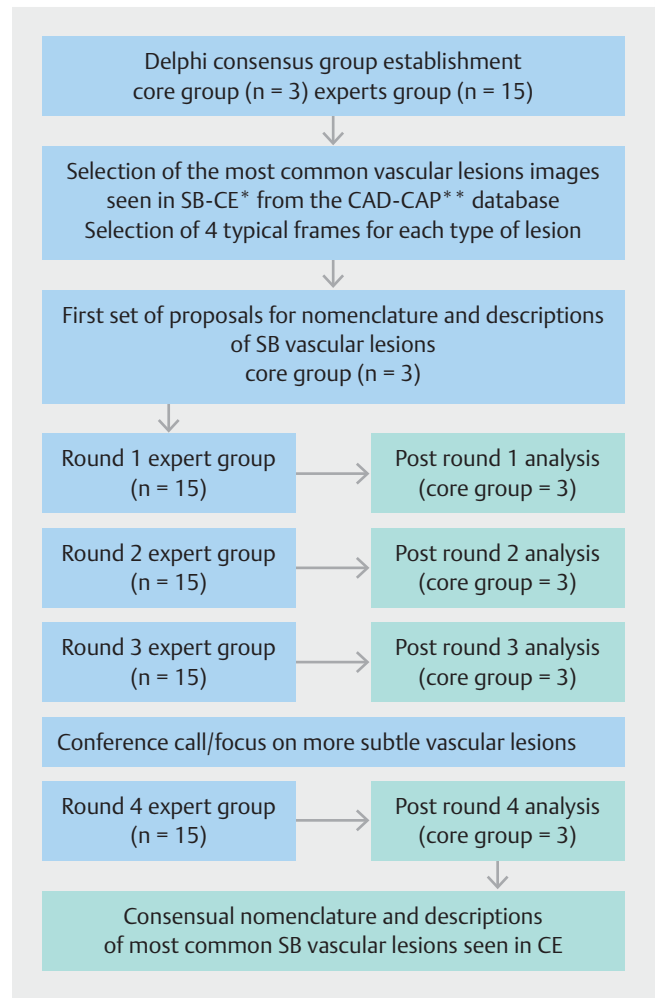 Delphi consensus group establishment
core group (n = 3) experts group (n = 15)
Selection of the most common vascular lesions images
seen in SB-CE* from the CAD-CAP** database
Selection of 4 typical frames for each type of lesion
First set of proposals for nomenclature and descriptions
of SB vascular lesions
core group (n = 3)
Round 1 expert group
(n = 15)
Post round 1 analysis
(core group = 3)
Round 2 expert group
(n = 15)
Post round 2 analysis
(core group = 3)
Round 3 expert group
(n = 15)
Post round 3 analysis
(core group = 3)
Conference call/focus on more subtle vascular lesions
Round 4 expert group
(n = 15)
Post round 4 analysis
(core group = 3)
Consensual nomenclature and descriptions
of most common SB vascular lesions seen in CE